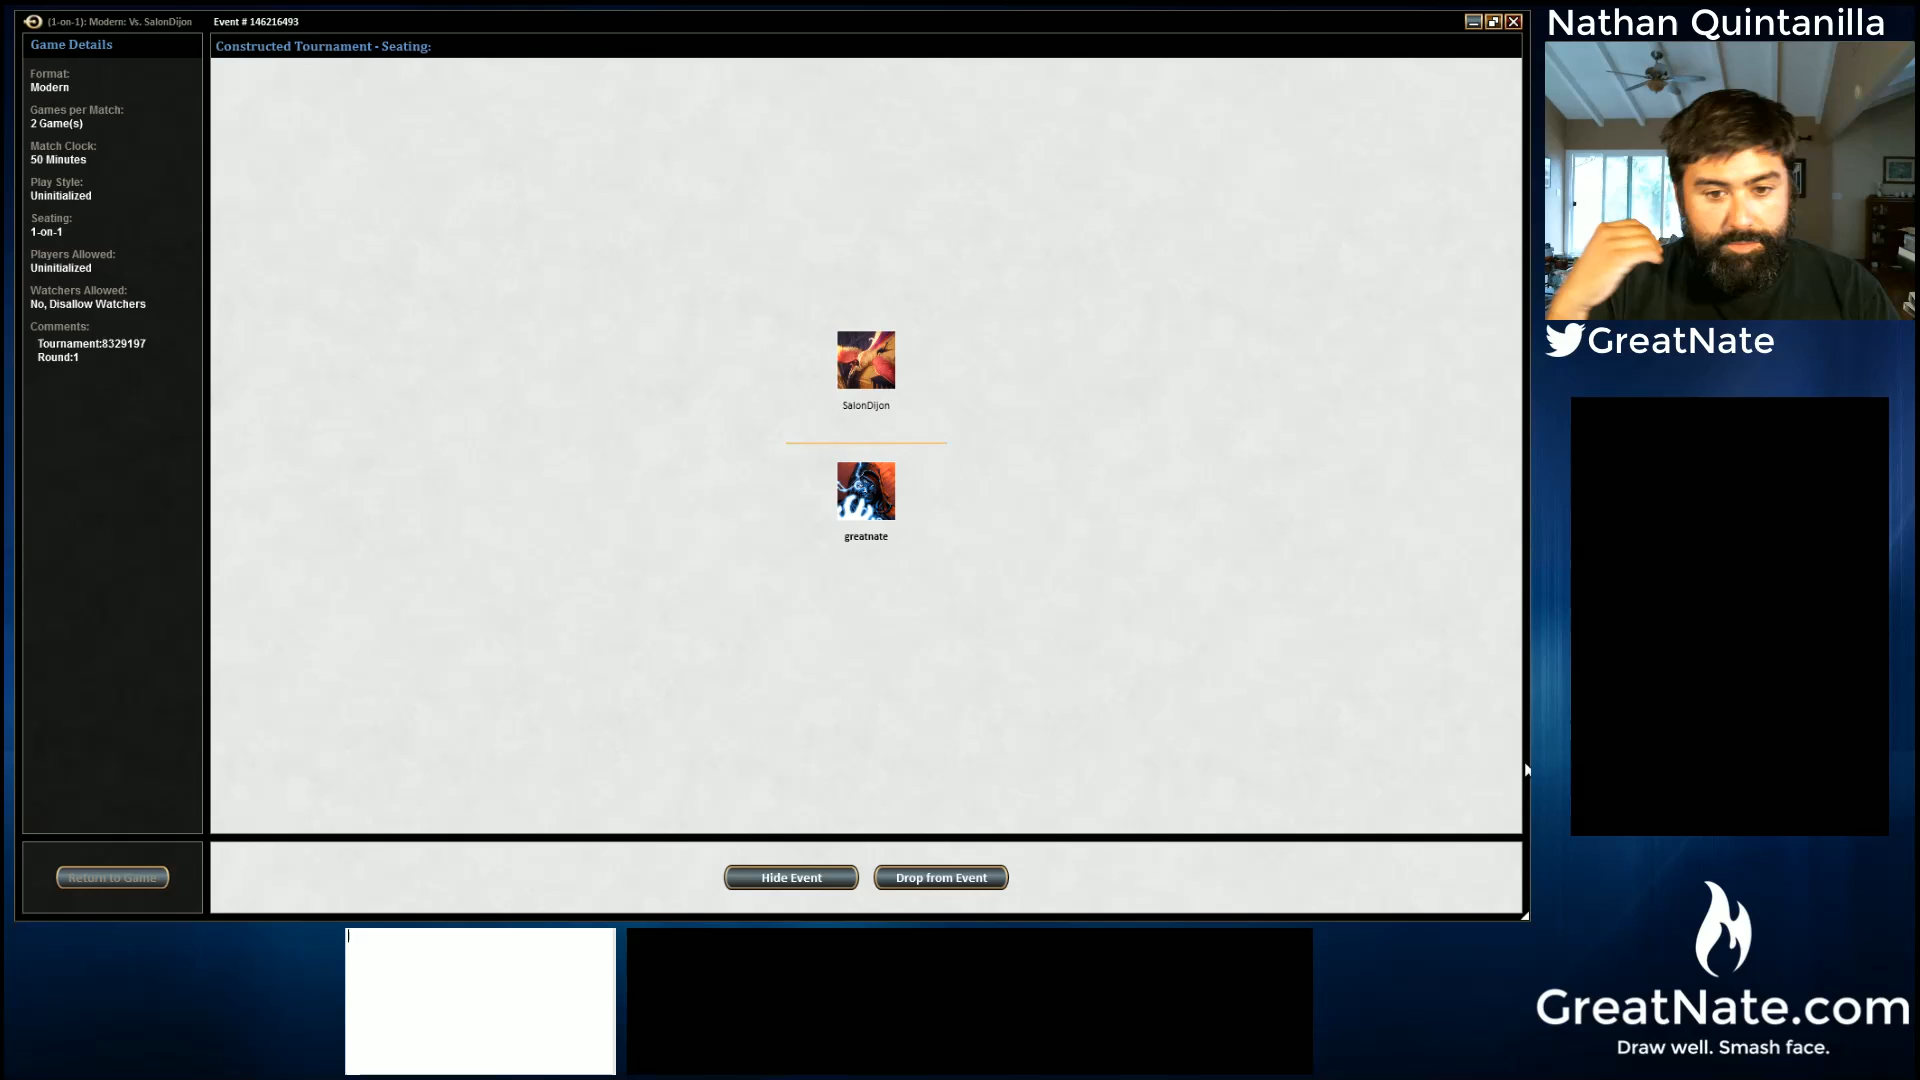 (1-on-1): Modern: Vs. SalonDijon
Event # 146216493
Game Details
Format:
Modern
Games per Match:
2 Game(s)
Match Clock:
50 Minutes
Play Style:
Uninitialized
Seating:
1-on-1
Players Allowed:
Uninitialized
Watchers Allowed:
No, Disallow Watchers
Comments:
Tournament:8329197
Round:1
Return to Game
Constructed Tournament - Seating:
SalonDijon
greatnate
Hide Event
Drop from Event
Nathan Quintanilla
GreatNate
GreatNate.com
Draw well. Smash face.